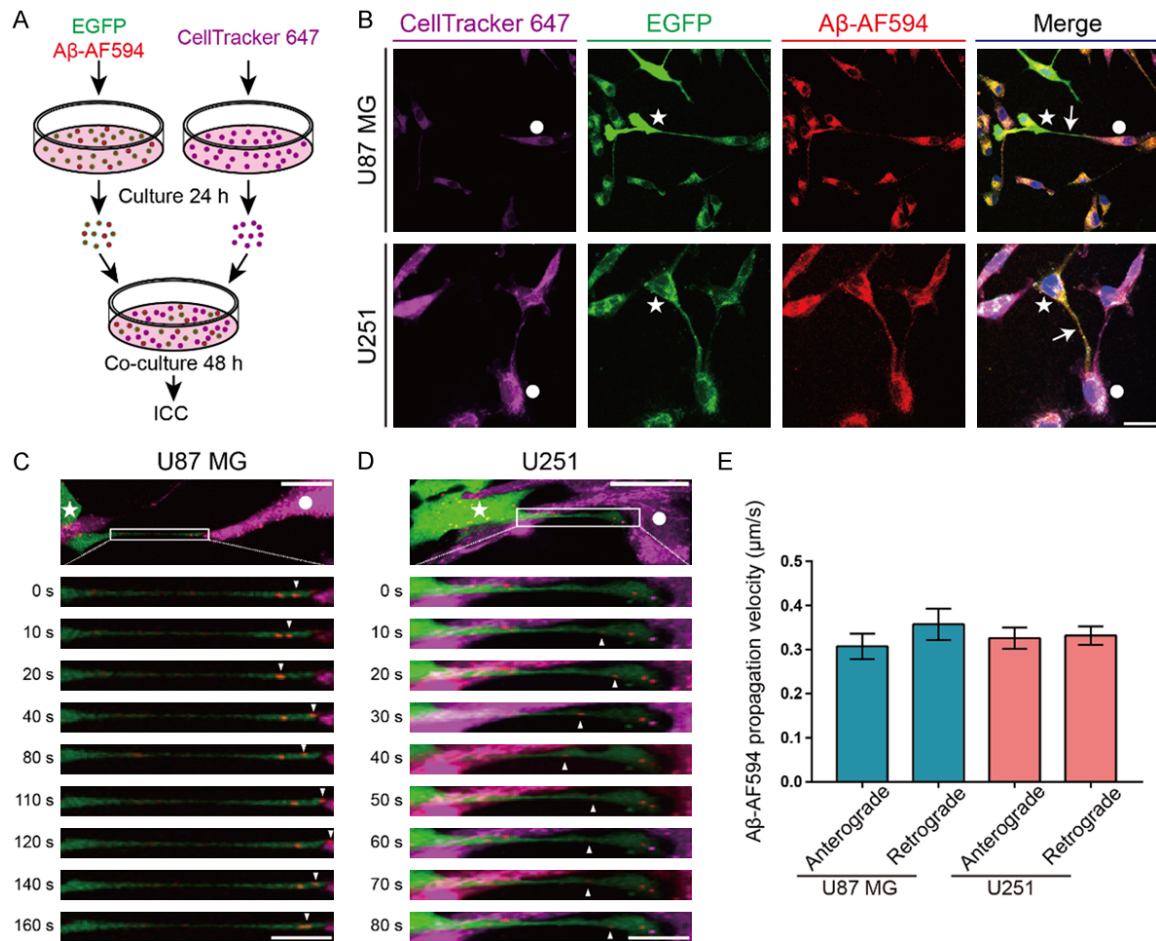 A
EGFP
Aβ-AF594
CellTracker 647
Culture 24 h
Co-culture 48 h
ICC
B
CellTracker 647
EGFP
Aβ-AF594
Merge
U87 MG
U251
C
U87 MG
0 s
10 s
20 s
40 s
80 s
110 s
120 s
140 s
160 s
D
U251
0 s
10 s
20 s
30 s
40 s
50 s
60 s
70 s
80 s
E
Aβ-AF594 propagation velocity (μm/s)
0.5
0.4
0.3
0.2
0.1
0.0
Anterograde
Retrograde
Anterograde
Retrograde
U87 MG
U251